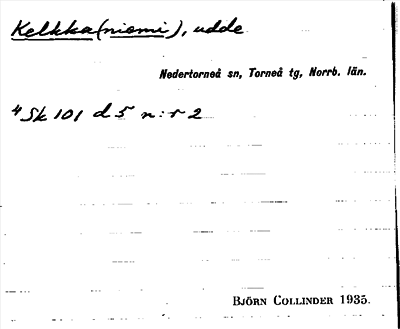 Kelkka(niemi), udde
Nedertorneå sn, Torneå tg, Norrb. län.
4 Sk 101 d 5 n:r 2
Björn Collinder 1935.